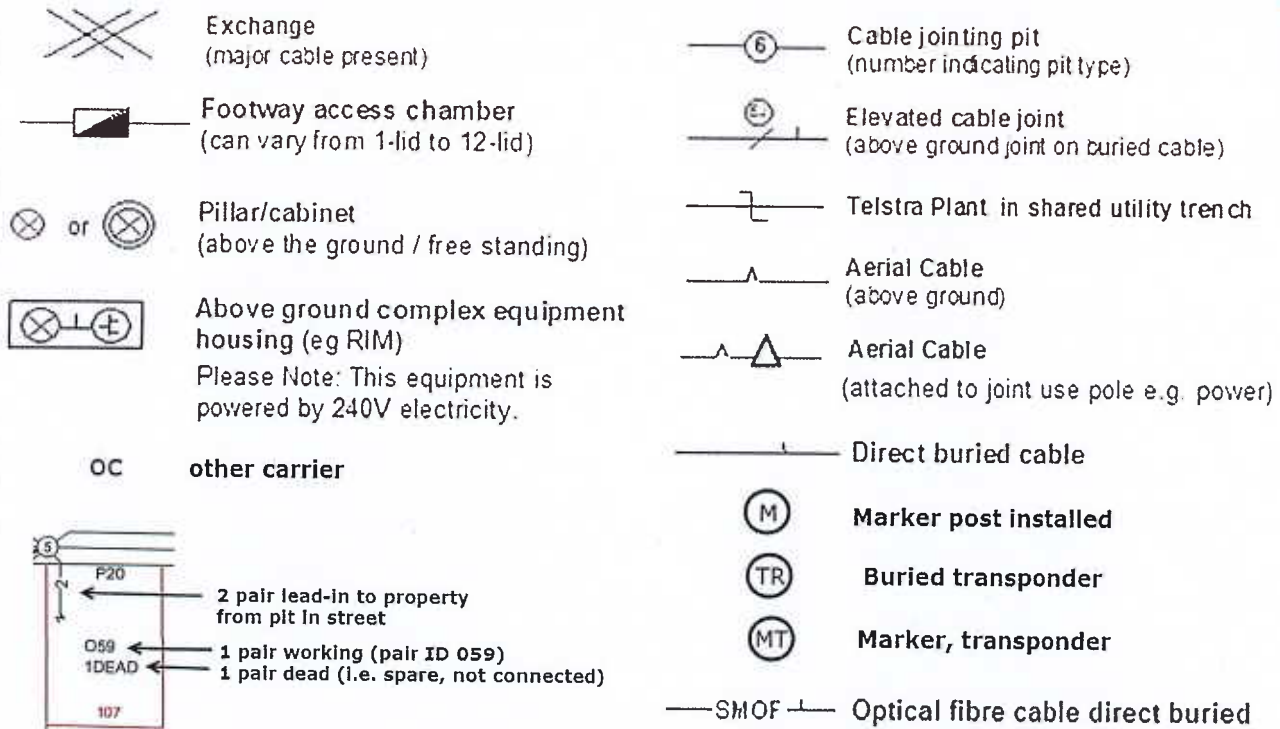 Exchange
(major cable present)
Footway access chamber
(can vary from 1-lid to 12-lid)
or
Pillar/cabinet
(above the ground / free standing)
Above ground complex equipment
housing (eg RIM)
Please Note: This equipment is
powered by 240V electricity.
OC other carrier
5
P20
2
2 pair lead-in to property
from pit in street
O59
1 pair working (pair ID 059)
1DEAD
1 pair dead (i.e. spare, not connected)
107
6
Cable jointing pit
(number indicating pit type)
Elevated cable joint
(above ground joint on buried cable)
Telstra Plant in shared utility trench
Aerial Cable
(above ground)
Aerial Cable
(attached to joint use pole e.g. power)
Direct buried cable
M Marker post installed
TR Buried transponder
MT Marker, transponder
SMOF Optical fibre cable direct buried